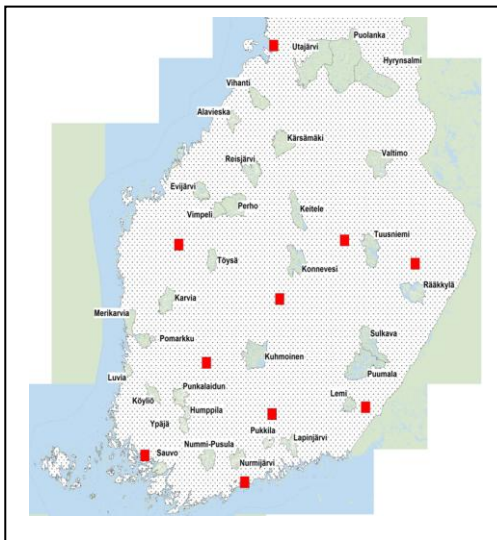 Puolanka
Utajärvi
Hyrynsalmi
Vihanti
Alavieska
Kärsämäki
Valtimo
Reisjärvi
Evijärvi
Perho
Keitele
Vimpeli
Tuusniemi
Töysä
Konnevesi
Rääkkylä
Karvia
Merikarvia
Sulkava
Pomarkku
Kuhmoinen
Luvia
Puumala
Punkalaidun
Köyliö
Lemi
Humppila
Ypäjä
Pukkila
Lapinjärvi
Nummi-Pusula
Sauvo
Nurmijärvi